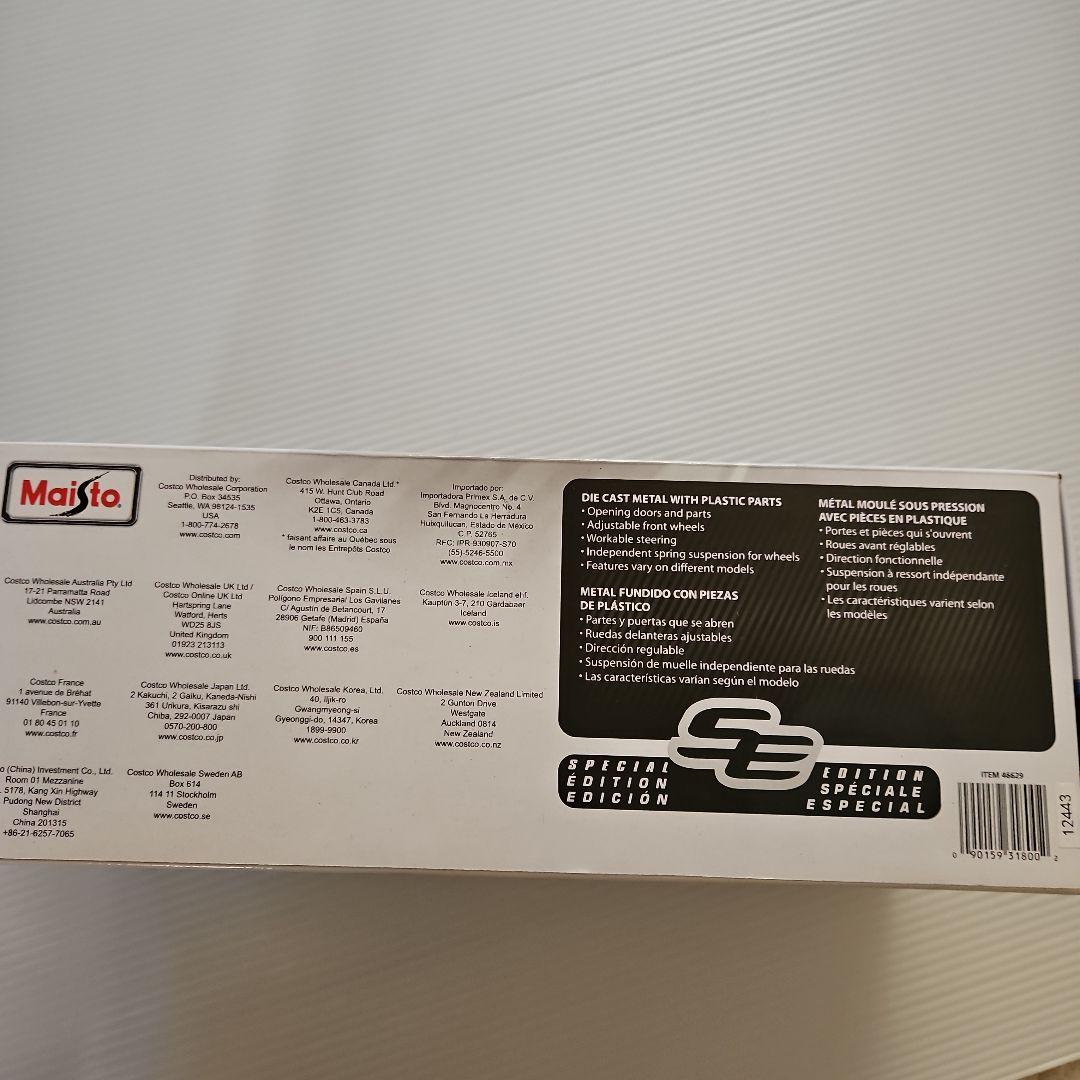 Maisto®
Distributed by:
Costco Wholesale Corporation
P.O. Box 34535
Seattle, WA 98124-1535
USA
1-800-774-2678
www.costco.com
Costco Wholesale Canada Ltd.*
415 W. Hunt Club Road
Ottawa, Ontario
K2E 1C5, Canada
1-800-463-3783
www.costco.ca
* faisant affaire au Québec sous
le nom les Entrepôts Costco
Importado por:
Importadora Primex S.A. de C.V.
Blvd. Magnocentro No. 4
San Fernando La Herradura
Huixquilucan, Estado de México
C.P. 52765
RFC: IPR-930907-S70
(55)-5246-5500
www.costco.com.mx
Costco Wholesale Australia Pty Ltd
17-21 Parramatta Road
Lidcombe NSW 2141
Australia
www.costco.com.au
Costco Wholesale UK Ltd /
Costco Online UK Ltd
Hartspring Lane
Watford, Herts
WD25 8JS
United Kingdom
01923 213113
www.costco.co.uk
Costco Wholesale Spain S.L.U.
Polígono Empresarial Los Gavilanes
C/ Agustín de Betancourt, 17
28906 Getafe (Madrid) España
NIF: B86509460
900 111 155
www.costco.es
Costco Wholesale Iceland ehf.
Kauptún 3-7, 210 Gardabaer
Iceland
www.costco.is
Costco France
1 avenue de Bréhat
91140 Villebon-sur-Yvette
France
01 80 45 01 10
www.costco.fr
Costco Wholesale Japan Ltd.
2 Kakuchi, 2 Gaiku, Kaneda-Nishi
361 Urikura, Kisarazu shi
Chiba, 292-0007 Japan
0570-200-800
www.costco.co.jp
Costco Wholesale Korea, Ltd.
40, Iljik-ro
Gwangmyeong-si
Gyeonggi-do, 14347, Korea
1899-9900
www.costco.co.kr
Costco Wholesale New Zealand Limited
2 Gunton Drive
Westgate
Auckland 0814
New Zealand
www.costco.co.nz
o (China) Investment Co., Ltd.
Room 01 Mezzanine
. 5178, Kang Xin Highway
Pudong New District
Shanghai
China 201315
+86-21-6257-7065
Costco Wholesale Sweden AB
Box 614
114 11 Stockholm
Sweden
www.costco.se
DIE CAST METAL WITH PLASTIC PARTS
• Opening doors and parts
• Adjustable front wheels
• Workable steering
• Independent spring suspension for wheels
• Features vary on different models
METAL FUNDIDO CON PIEZAS
DE PLÁSTICO
• Partes y puertas que se abren
• Ruedas delanteras ajustables
• Dirección regulable
• Suspensión de muelle independiente para las ruedas
• Las características varían según el modelo
MÉTAL MOULÉ SOUS PRESSION
AVEC PIÈCES EN PLASTIQUE
• Portes et pièces qui s'ouvrent
• Roues avant réglables
• Direction fonctionnelle
• Suspension à ressort indépendante
pour les roues
• Les caractéristiques varient selon
les modèles
SE
SPECIAL EDITION
ÉDITION SPÉCIALE
EDICIÓN ESPECIAL
ITEM 46629
0 90159 31800 2
12443